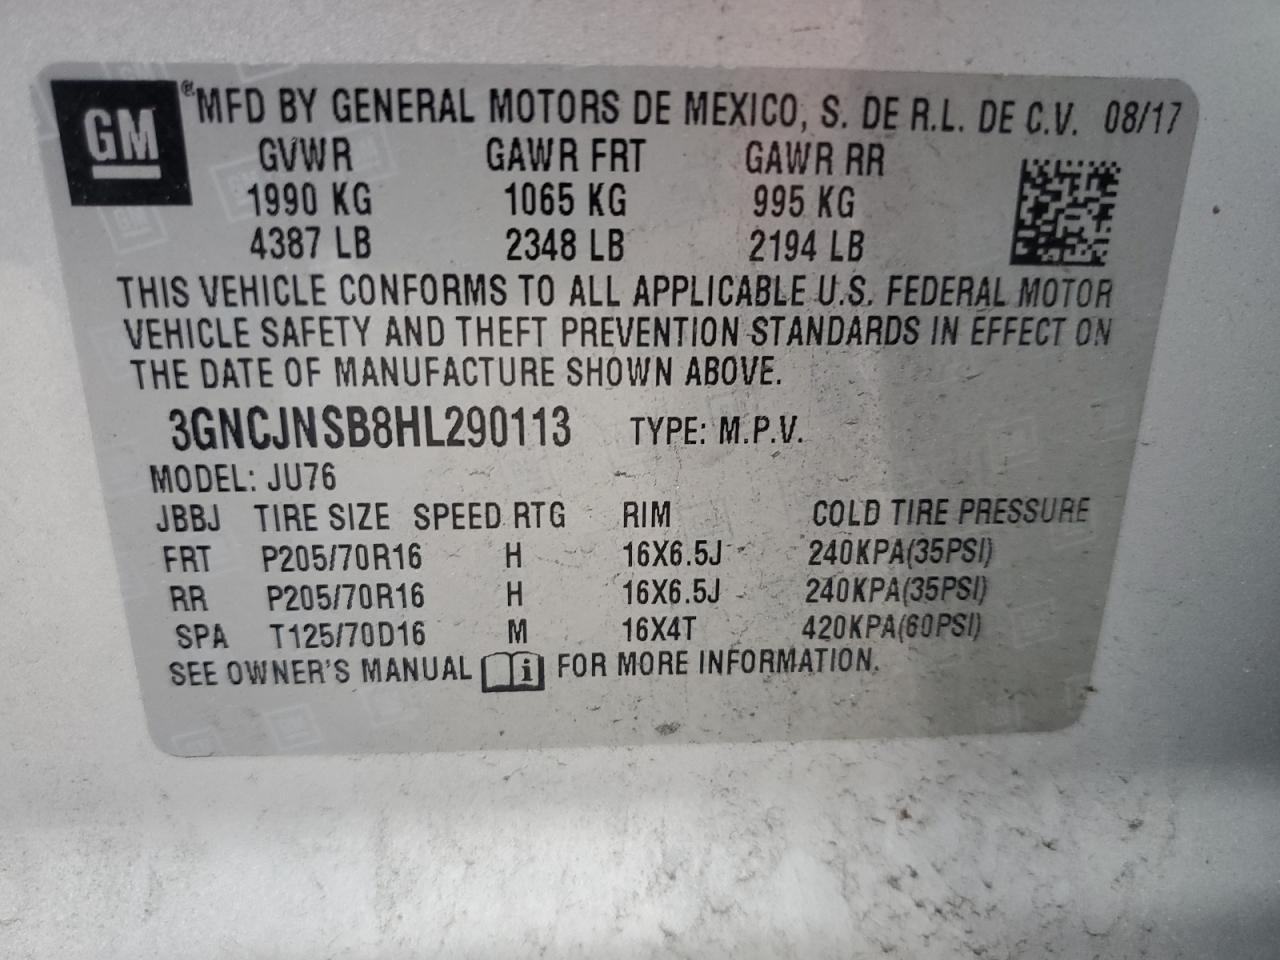 GM ® MFD BY GENERAL MOTORS DE MEXICO, S. DE R.L. DE C.V. 08/17
GVWR GAWR FRT GAWR RR
1990 KG 1065 KG 995 KG
4387 LB 2348 LB 2194 LB
THIS VEHICLE CONFORMS TO ALL APPLICABLE U.S. FEDERAL MOTOR
VEHICLE SAFETY AND THEFT PREVENTION STANDARDS IN EFFECT ON
THE DATE OF MANUFACTURE SHOWN ABOVE.
3GNCJNSB8HL290113 TYPE: M.P.V.
MODEL: JU76
JBBJ TIRE SIZE SPEED RTG RIM COLD TIRE PRESSURE
FRT P205/70R16 H 16X6.5J 240KPA(35PSI)
RR P205/70R16 H 16X6.5J 240KPA(35PSI)
SPA T125/70D16 M 16X4T 420KPA(60PSI)
SEE OWNER'S MANUAL i FOR MORE INFORMATION.